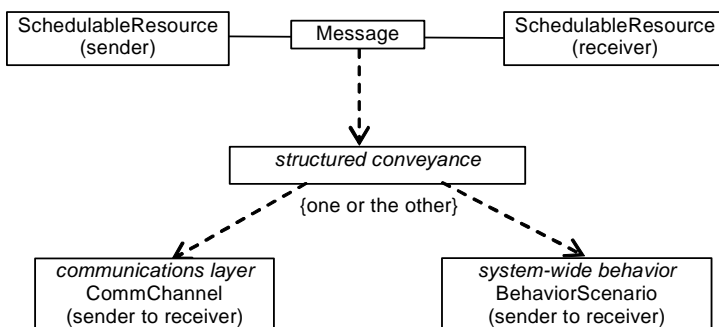 SchedulableResource
(sender)
Message
SchedulableResource
(receiver)
structured conveyance
{one or the other}
communications layer
CommChannel
(sender to receiver)
system-wide behavior
BehaviorScenario
(sender to receiver)